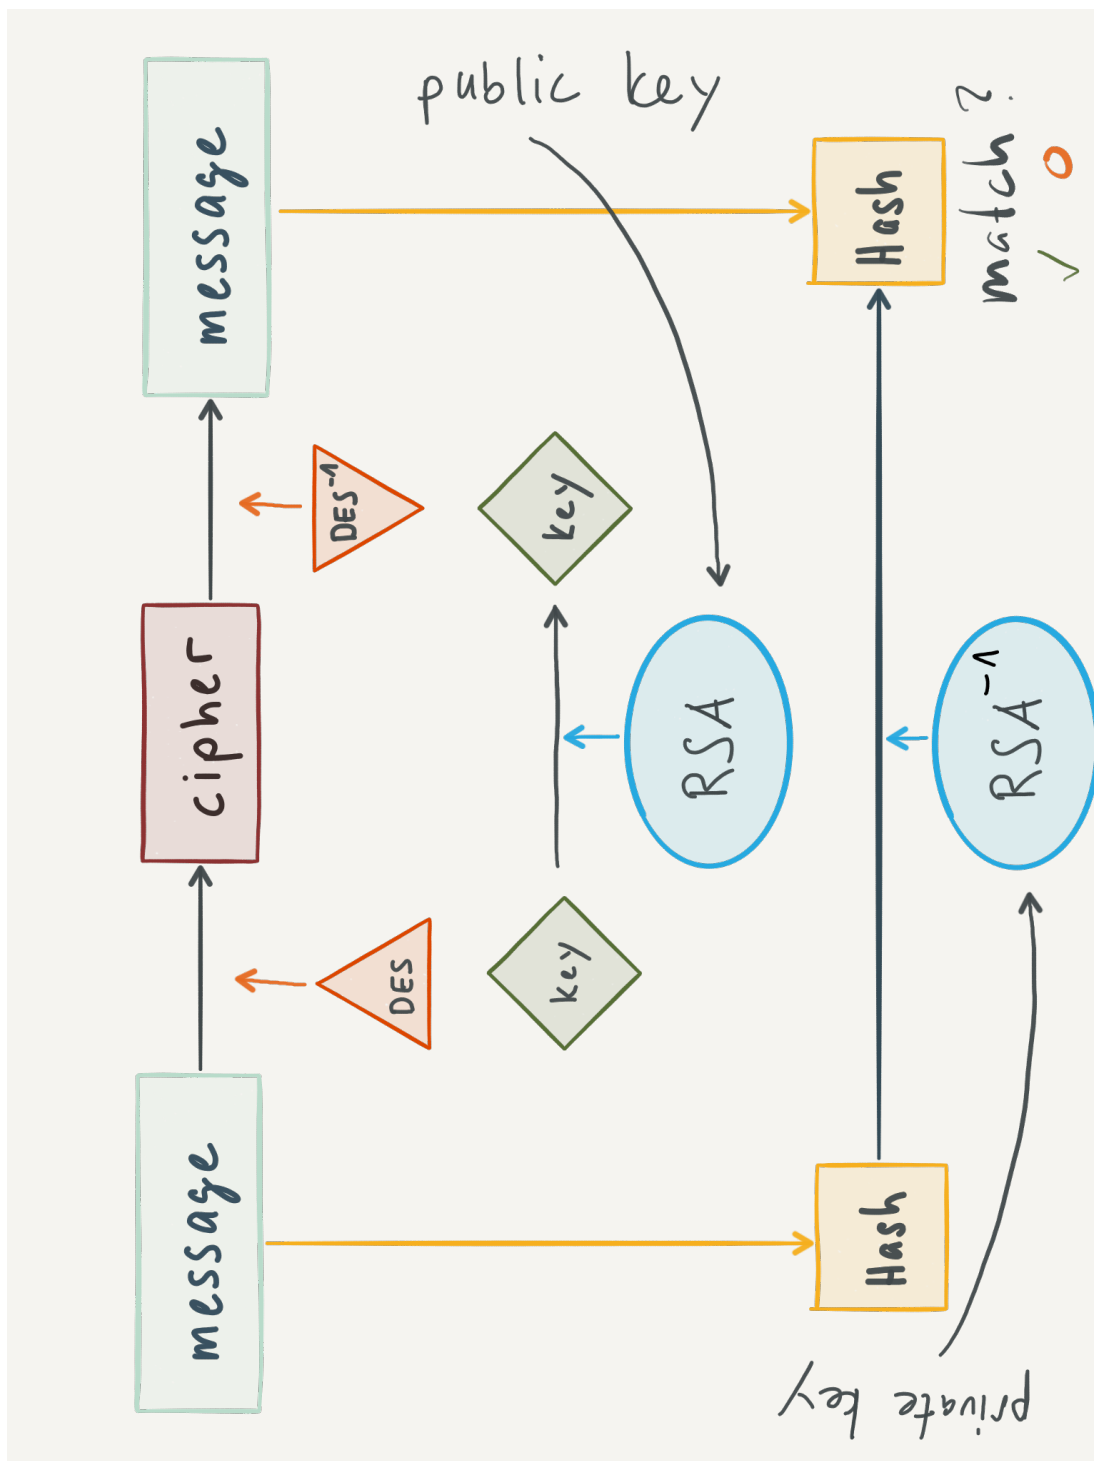 message
cipher
message
DES
DES⁻¹
key
key
public key
RSA
Hash
Hash
match?
RSA⁻¹
private key